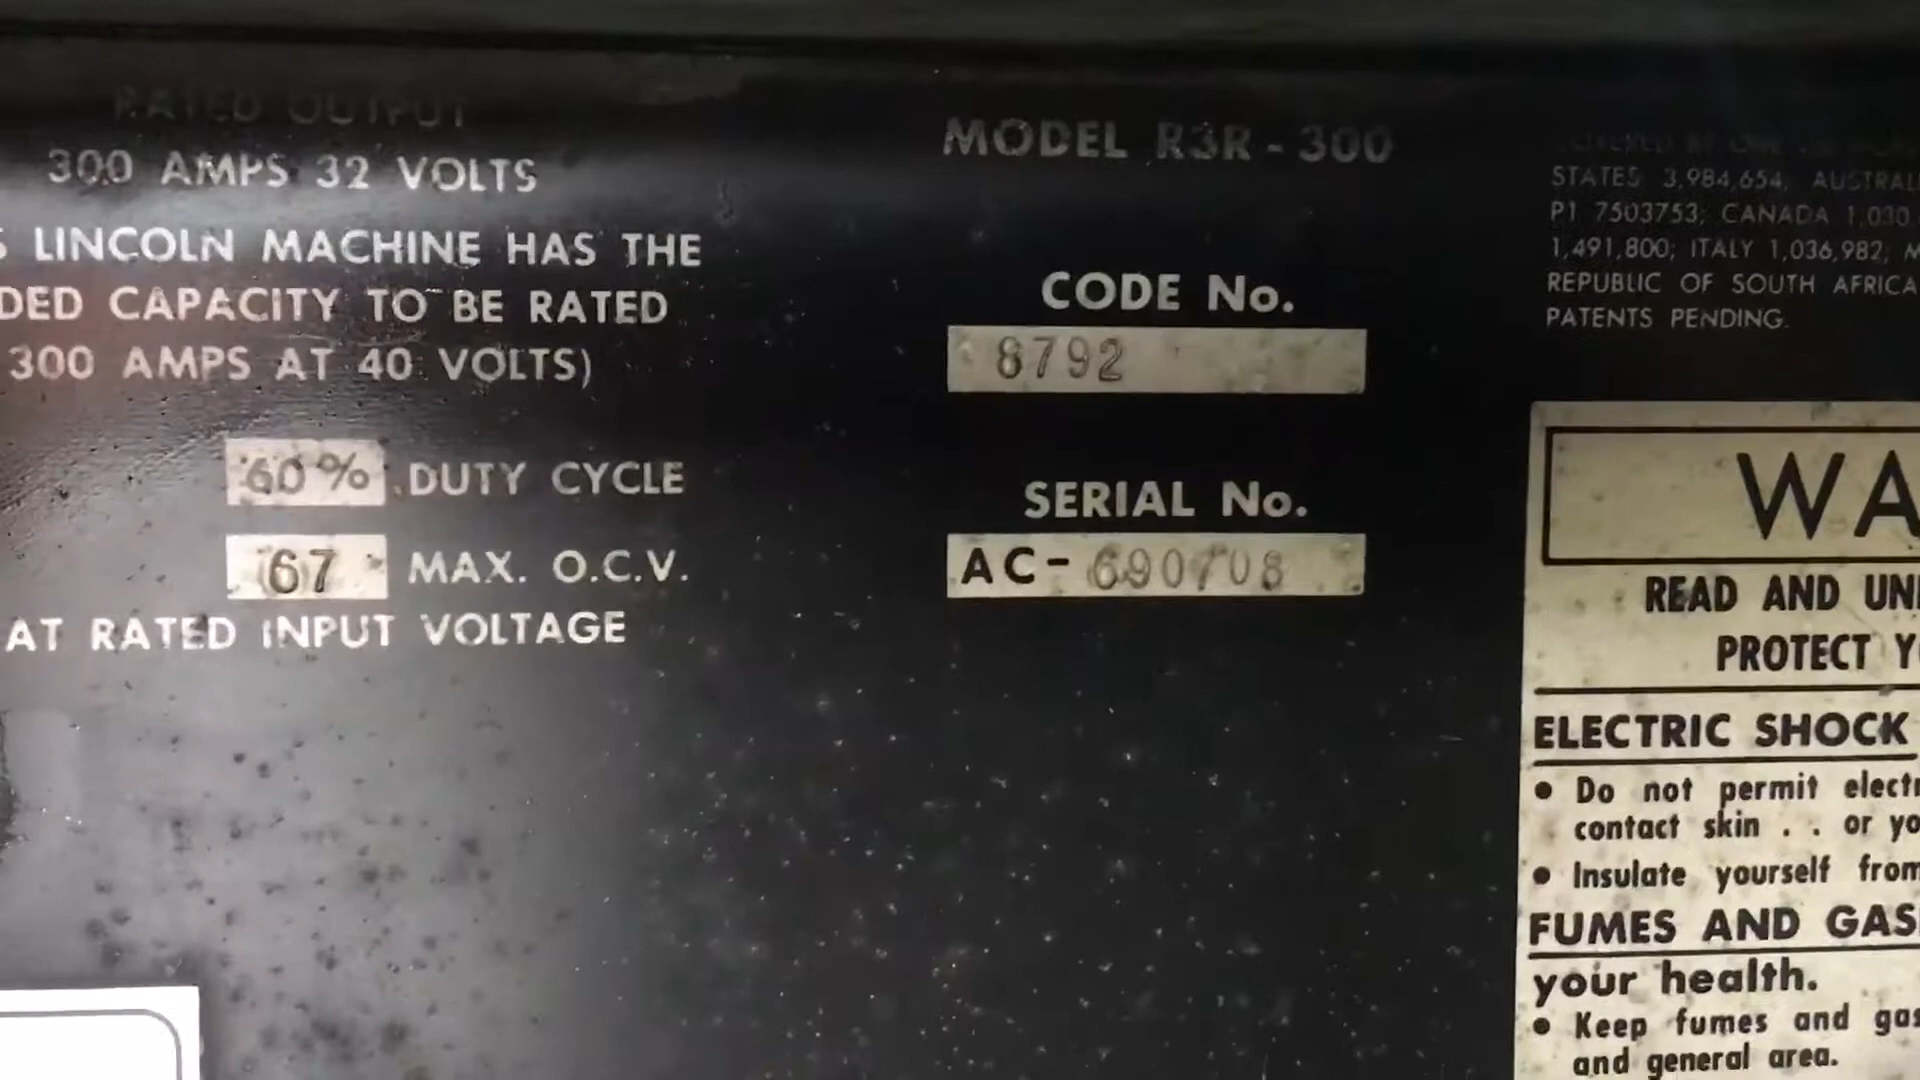 RATED OUTPUT
300 AMPS 32 VOLTS
S LINCOLN MACHINE HAS THE
DED CAPACITY TO BE RATED
300 AMPS AT 40 VOLTS)
60% DUTY CYCLE
67 MAX. O.C.V.
AT RATED INPUT VOLTAGE
MODEL R3R-300
CODE No.
8792
SERIAL No.
AC-690708
STATES 3,984,654, AUSTRAL
P1 7503753; CANADA 1,030
1,491,800; ITALY 1,036,982; M
REPUBLIC OF SOUTH AFRICA
PATENTS PENDING.
WA
READ AND UN
PROTECT Y
ELECTRIC SHOCK
• Do not permit electr
contact skin . . or yo
• Insulate yourself from
FUMES AND GAS
your health.
• Keep fumes and gas
and general area.